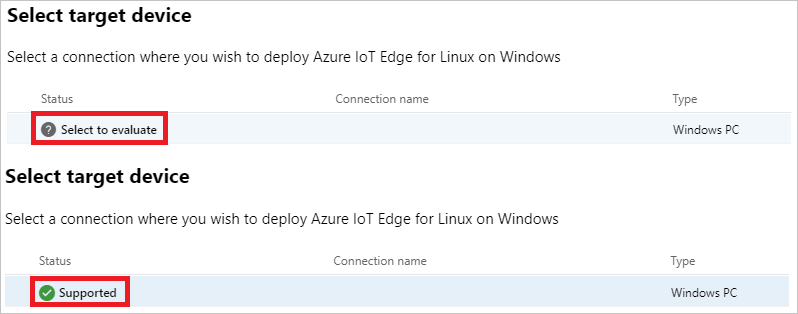 Select target device
Select a connection where you wish to deploy Azure IoT Edge for Linux on Windows
Status Connection name Type
Select to evaluate Windows PC
Select target device
Select a connection where you wish to deploy Azure IoT Edge for Linux on Windows
Status Connection name Type
Supported Windows PC